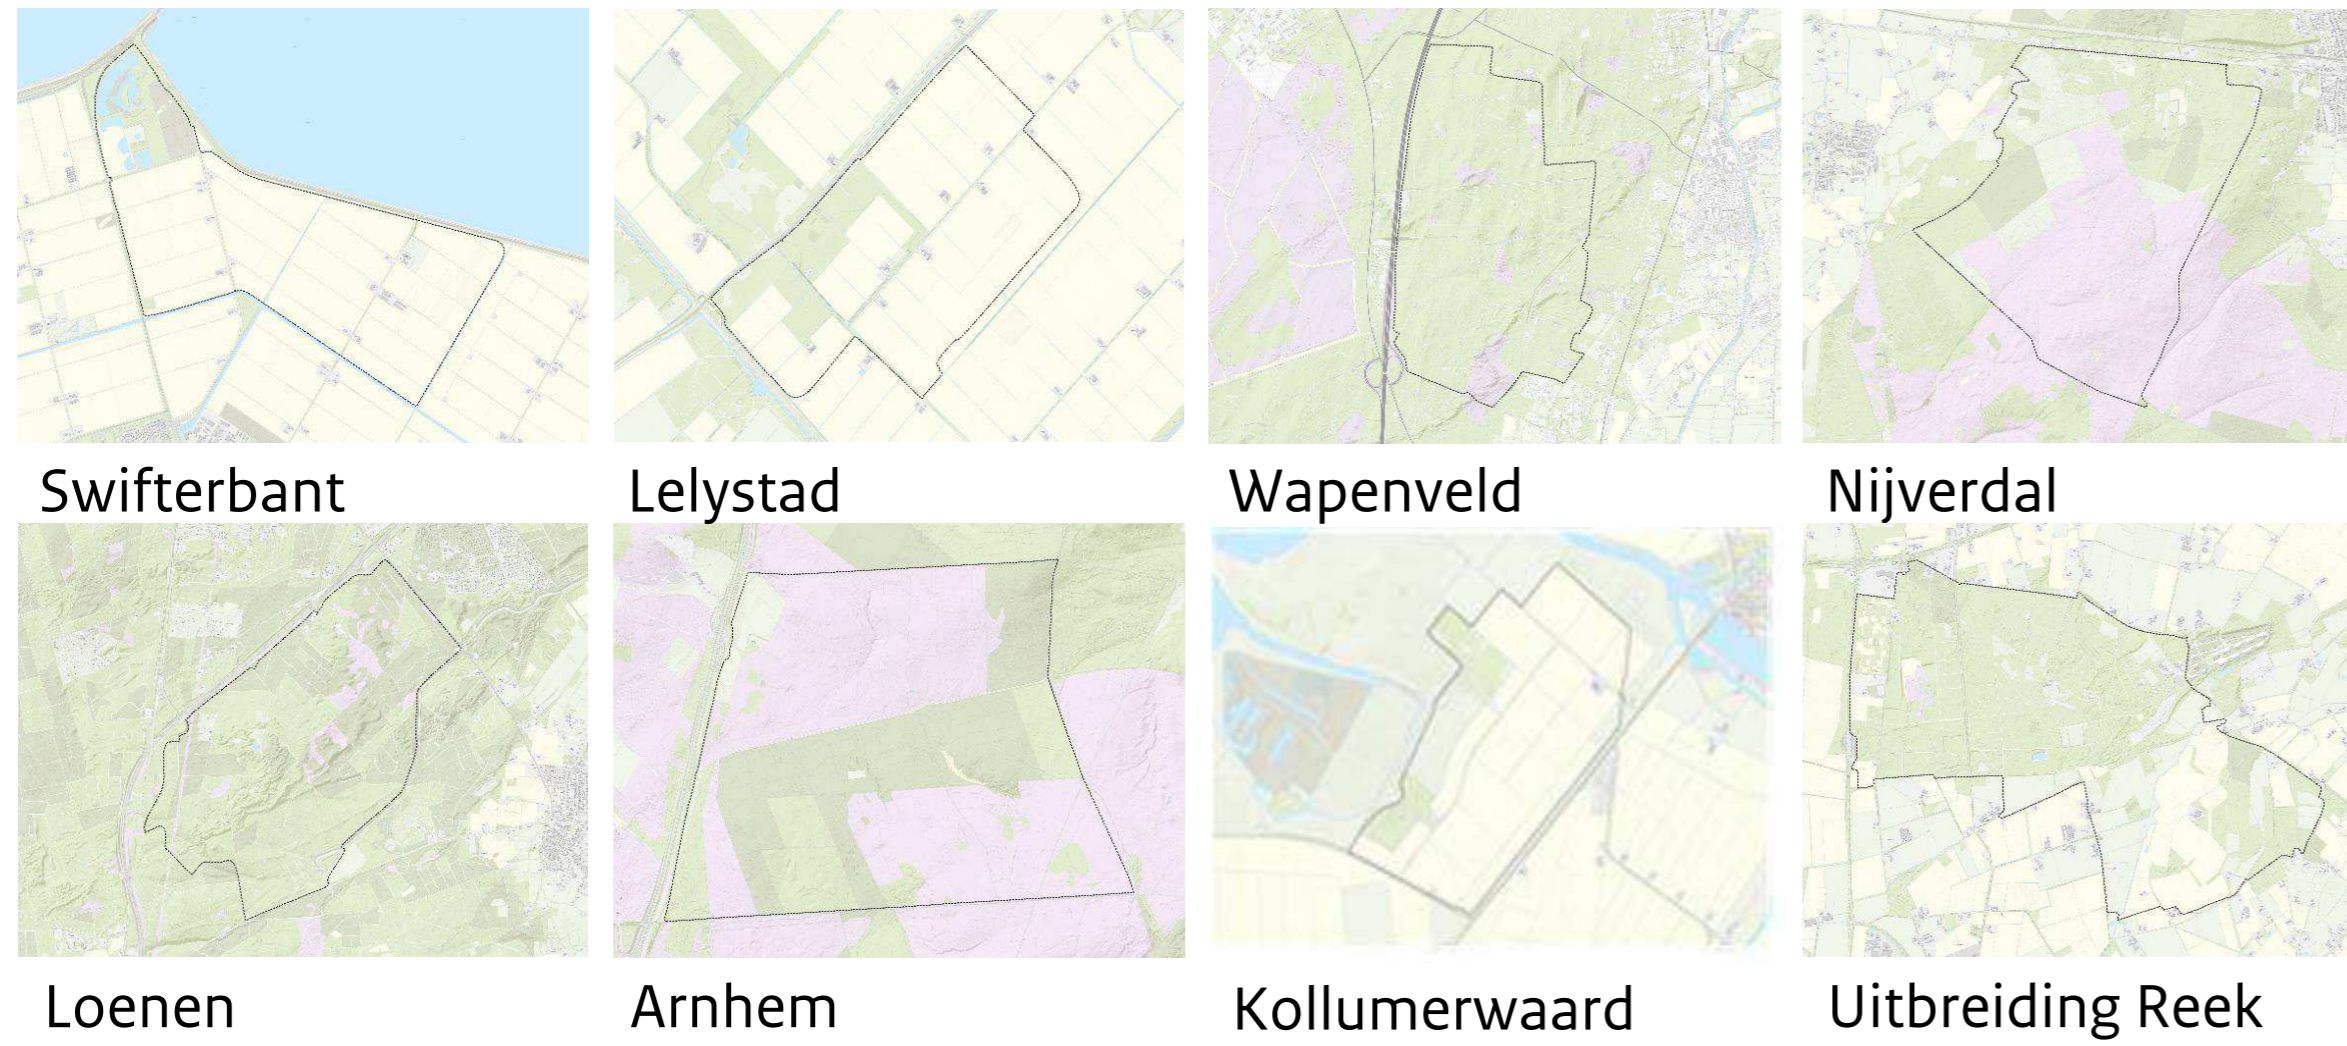 Swifterbant
Lelystad
Wapenveld
Nijverdal
Loenen
Arnhem
Kollumerwaard
Uitbreiding Reek